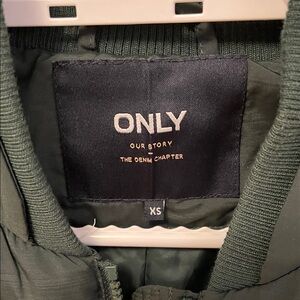 ONLY
OUR STORY
THE DENIM CHAPTER
XS